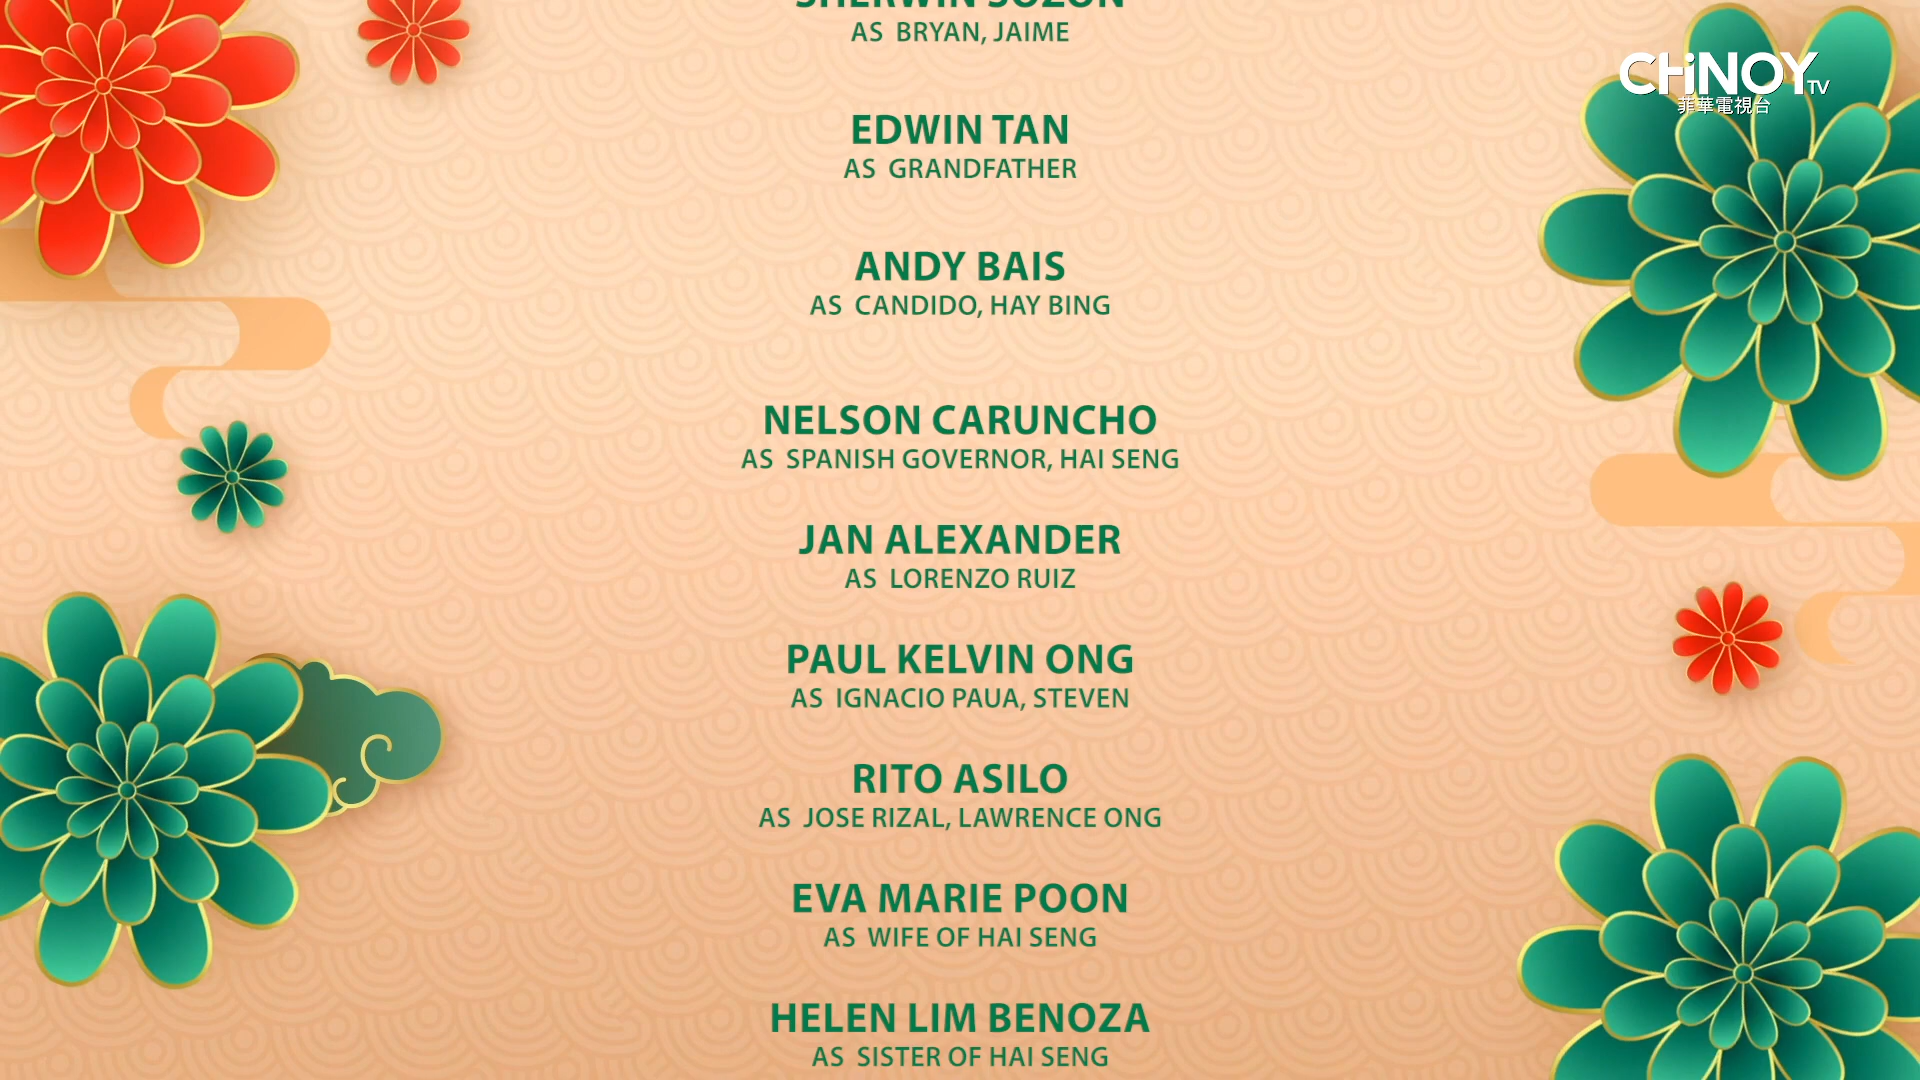 SHERWIN SOZON
AS BRYAN, JAIME
CHiNOY TV
菲華電視台
EDWIN TAN
AS GRANDFATHER
ANDY BAIS
AS CANDIDO, HAY BING
NELSON CARUNCHO
AS SPANISH GOVERNOR, HAI SENG
JAN ALEXANDER
AS LORENZO RUIZ
PAUL KELVIN ONG
AS IGNACIO PAUA, STEVEN
RITO ASILO
AS JOSE RIZAL, LAWRENCE ONG
EVA MARIE POON
AS WIFE OF HAI SENG
HELEN LIM BENOZA
AS SISTER OF HAI SENG